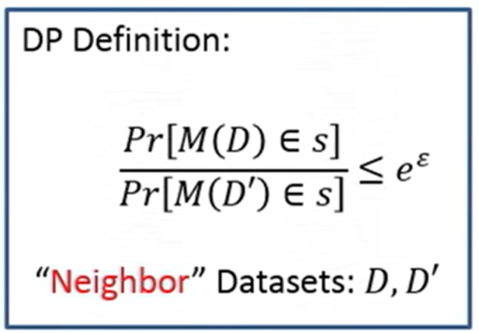 DP Definition:
Pr[M(D) ∈ s]
Pr[M(D′) ∈ s]
≤ e^ε
“Neighbor” Datasets: D, D′